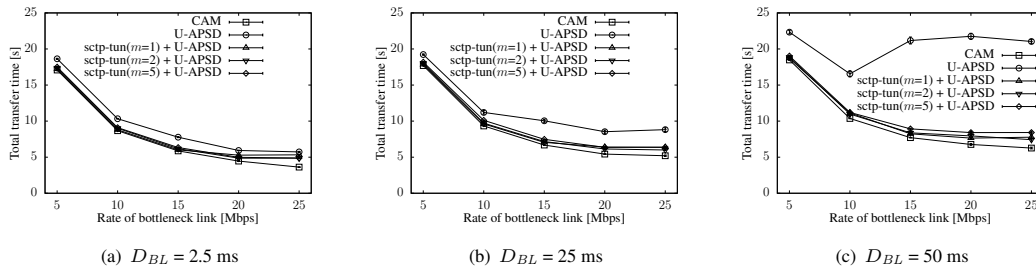 25
20
15
10
5
0
5 10 15 20 25
Total transfer time [s]
Rate of bottleneck link [Mbps]
CAM
U-APSD
sctp-tun(m=1) + U-APSD
sctp-tun(m=2) + U-APSD
sctp-tun(m=5) + U-APSD
(a) D_BL = 2.5 ms
25
20
15
10
5
0
5 10 15 20 25
Total transfer time [s]
Rate of bottleneck link [Mbps]
CAM
U-APSD
sctp-tun(m=1) + U-APSD
sctp-tun(m=2) + U-APSD
sctp-tun(m=5) + U-APSD
(b) D_BL = 25 ms
25
20
15
10
5
0
5 10 15 20 25
Total transfer time [s]
Rate of bottleneck link [Mbps]
CAM
U-APSD
sctp-tun(m=1) + U-APSD
sctp-tun(m=2) + U-APSD
sctp-tun(m=5) + U-APSD
(c) D_BL = 50 ms